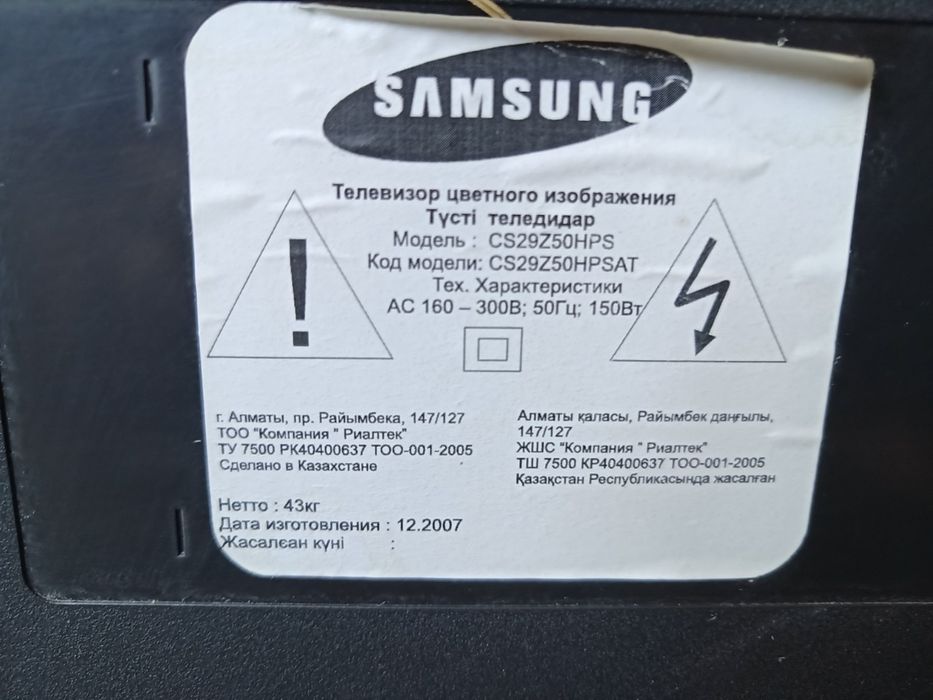 SAMSUNG
Телевизор цветного изображения
Түсті теледидар
Модель : CS29Z50HPS
Код модели: CS29Z50HPSAT
Тех. Характеристики
АС 160 – 300В; 50Гц; 150Вт
г. Алматы, пр. Райымбека, 147/127
ТОО "Компания " Риалтек"
ТУ 7500 РК40400637 ТОО-001-2005
Сделано в Казахстане
Алматы қаласы, Райымбек даңғылы,
147/127
ЖШС "Компания " Риалтек"
ТШ 7500 КР40400637 ТОО-001-2005
Қазақстан Республикасында жасалған
Нетто : 43кг
Дата изготовления : 12.2007
Жасалєан күні :